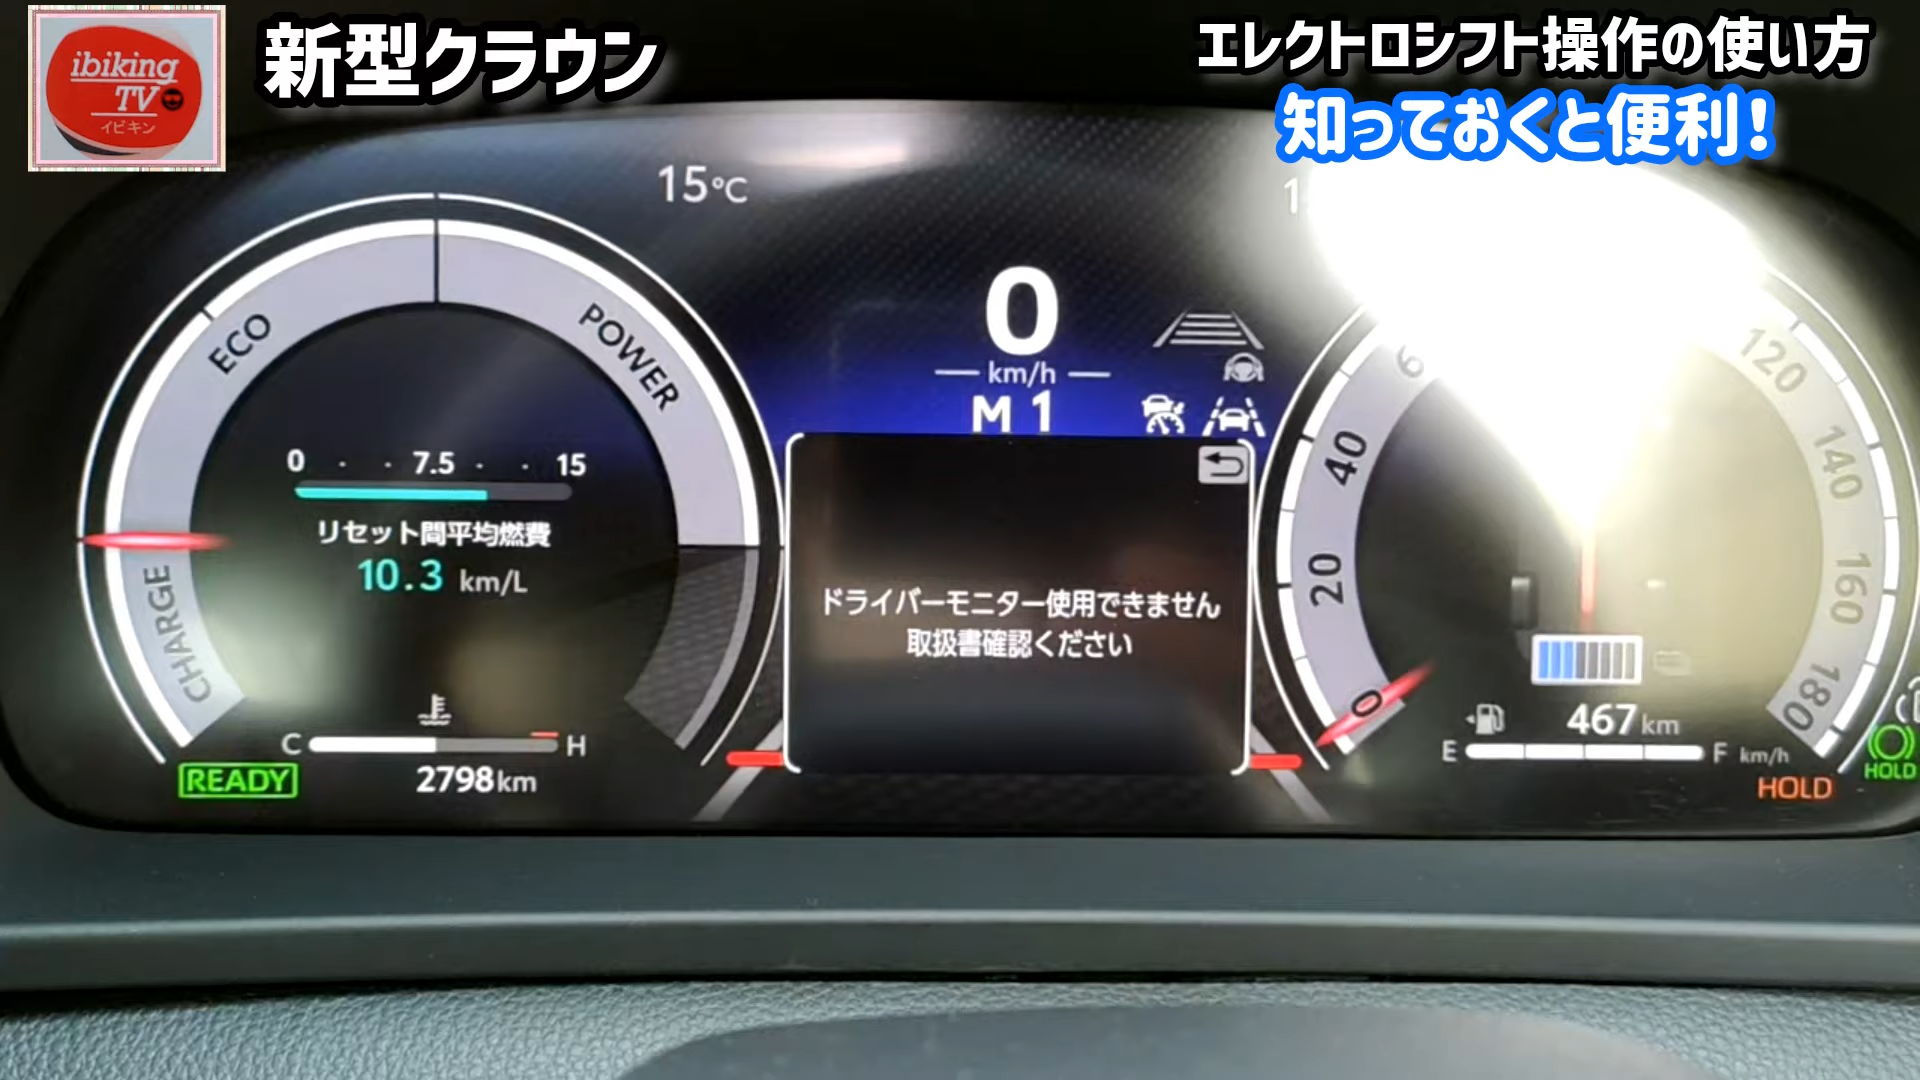 ibiking
TV
イビキン
新型クラウン
エレクトロシフト操作の使い方
知っておくと便利!
15℃
ECO
POWER
CHARGE
0 7.5 15
リセット間平均燃費
10.3 km/L
C H
READY
2798km
0
km/h
M 1
ドライバーモニター使用できません
取扱書確認ください
0
20
40
120
140
160
180
467km
E F km/h
HOLD
HOLD